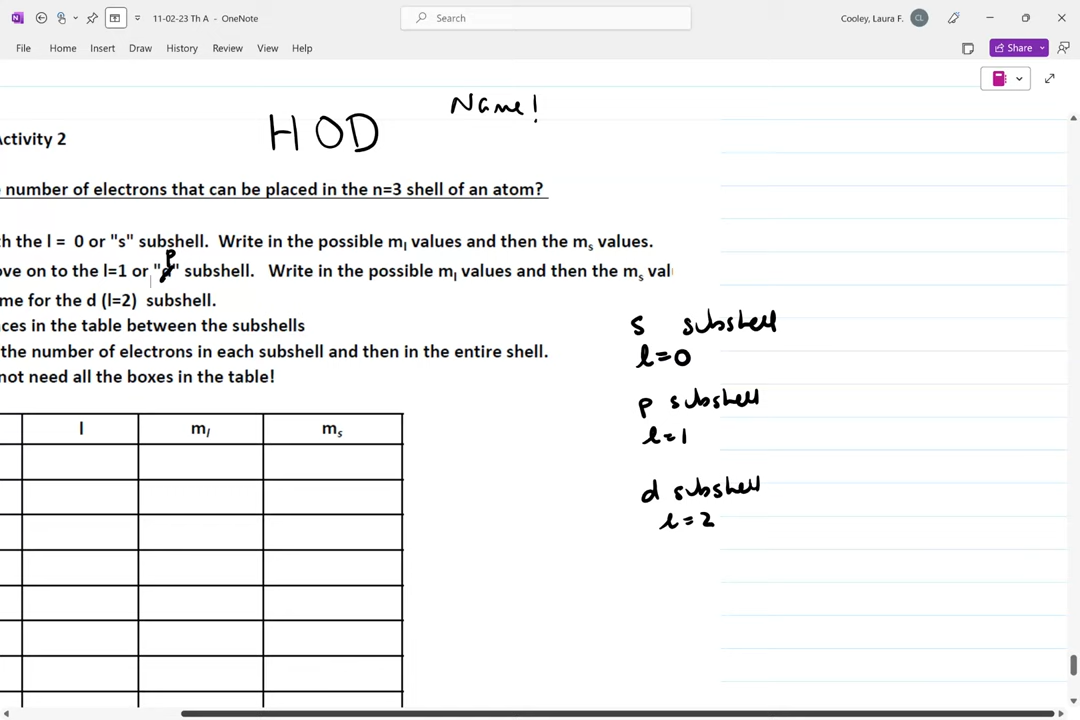 11-02-23 Th A - OneNote
Search
Cooley, Laura F.
CL
File Home Insert Draw History Review View Help
Share
Name!
HOD
Activity 2
number of electrons that can be placed in the n=3 shell of an atom?
th the l = 0 or "s" subshell. Write in the possible ml values and then the ms values.
ove on to the l=1 or "p" subshell. Write in the possible ml values and then the ms val
me for the d (l=2) subshell.
ces in the table between the subshells
the number of electrons in each subshell and then in the entire shell.
not need all the boxes in the table!
l ml ms
s subshell
l=0
p subshell
l=1
d subshell
l=2